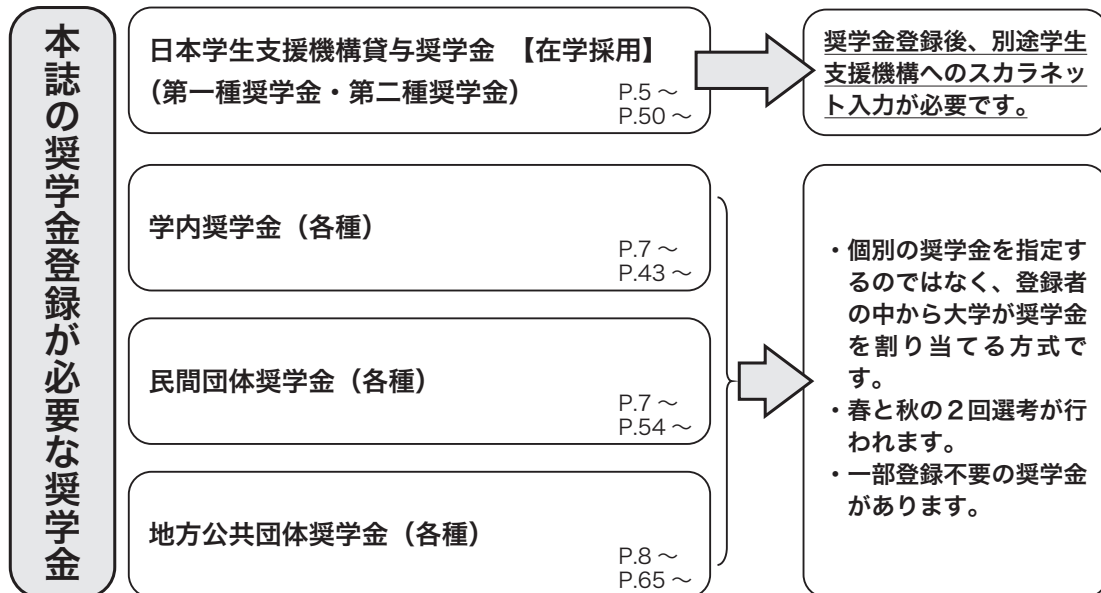 本誌の奨学金登録が必要な奨学金
日本学生支援機構貸与奨学金 【在学採用】
(第一種奨学金・第二種奨学金)
P.5～
P.50～
奨学金登録後、別途学生
支援機構へのスカラネッ
ト入力が必要です。
学内奨学金(各種)
P.7～
P.43～
民間団体奨学金(各種)
P.7～
P.54～
地方公共団体奨学金(各種)
P.8～
P.65～
・個別の奨学金を指定す
るのではなく、登録者
の中から大学が奨学金
を割り当てる方式で
す。
・春と秋の2回選考が行
われます。
・一部登録不要の奨学金
があります。